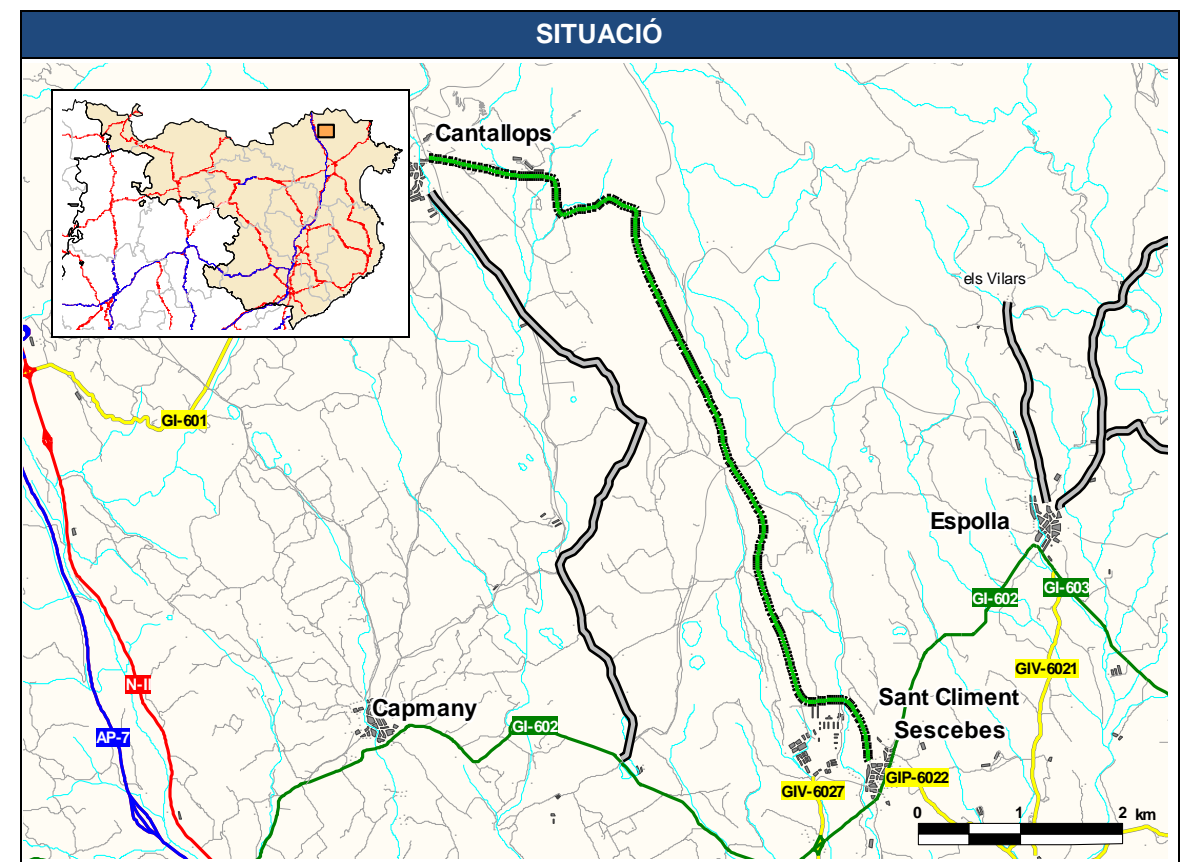 SITUACIÓ
Cantallops
els Vilars
GI-601
Espolla
GI-602
GI-603
GIV-6021
N-II
Sant Climent
Sescebes
Capmany
GI-602
AP-7
GIP-6022
GIV-6027
0 1 2 km